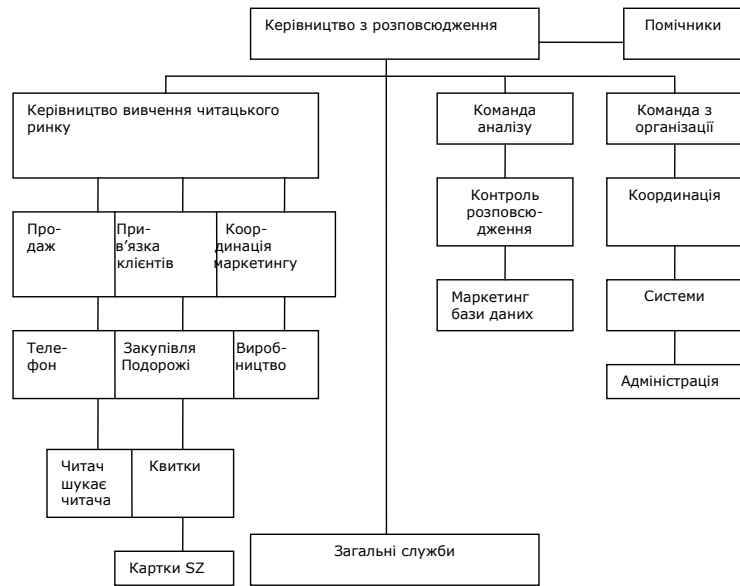 Керівництво з розповсюдження
Помічники
Керівництво вивчення читацького
ринку
Команда
аналізу
Команда з
організації
Про-
даж
При-
в’язка
клієнтів
Коор-
динація
маркетингу
Контроль
розповсю-
дження
Координація
Маркетинг
бази даних
Системи
Теле-
фон
Закупівля
Подорожі
Вироб-
ництво
Адміністрація
Читач
шукає
читача
Квитки
Картки SZ
Загальні служби